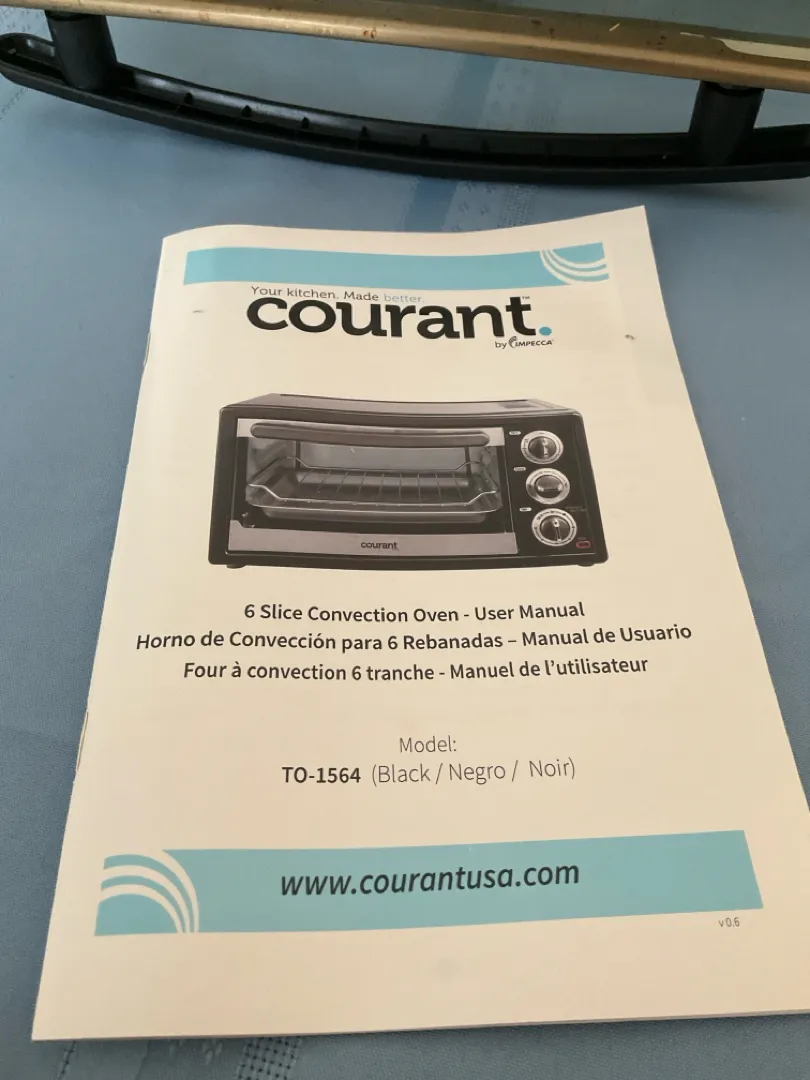 Your kitchen. Made better.
courant.™
by IMPECCA
courant
6 Slice Convection Oven - User Manual
Horno de Convección para 6 Rebanadas – Manual de Usuario
Four à convection 6 tranche - Manuel de l'utilisateur
Model:
TO-1564 (Black / Negro / Noir)
www.courantusa.com
v 0.6